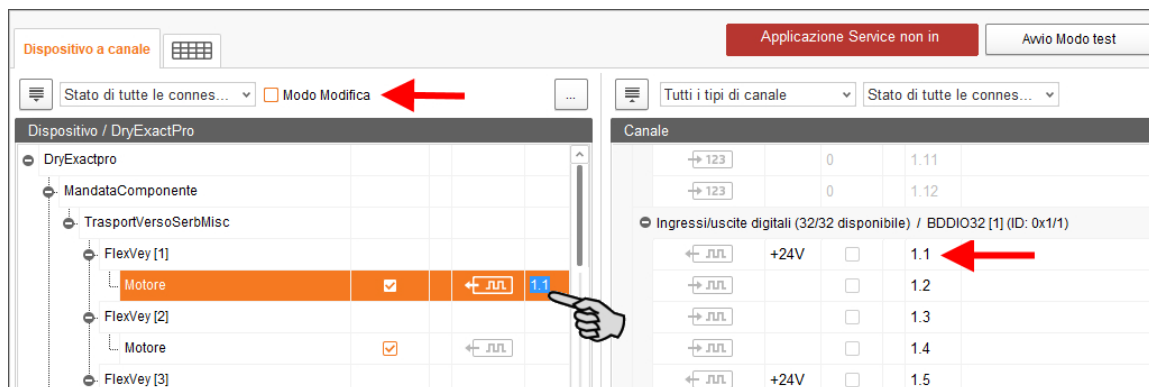 Dispositivo a canale
Applicazione Service non in
Avvio Modo test
Stato di tutte le connes...
Modo Modifica
...
Tutti i tipi di canale
Stato di tutte le connes...
Dispositivo / DryExactPro
Canale
DryExactpro
123 0 1.11
MandataComponente
123 0 1.12
TrasportVersoSerbMisc
Ingressi/uscite digitali (32/32 disponibile) / BDDIO32 [1] (ID: 0x1/1)
FlexVey [1]
+24V 1.1
Motore 1.1
1.2
FlexVey [2]
1.3
Motore
1.4
FlexVey [3]
+24V 1.5